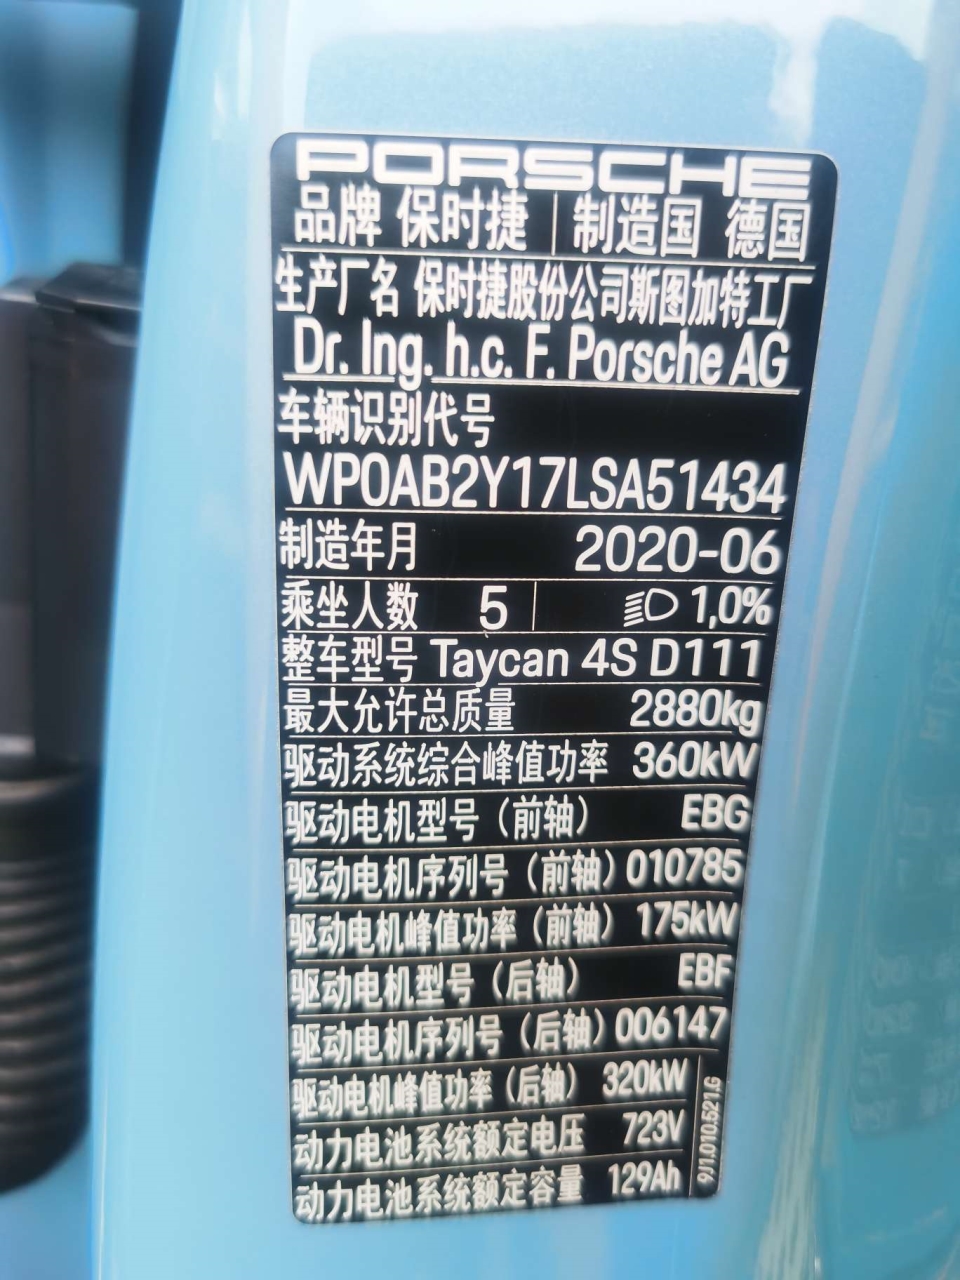 PORSCHE
品牌 保时捷 制造国 德国
生产厂名 保时捷股份公司斯图加特工厂
Dr. Ing. h.c. F. Porsche AG
车辆识别代号
WP0AB2Y17LSA51434
制造年月 2020-06
乘坐人数 5 1,0%
整车型号 Taycan 4S D111
最大允许总质量 2880kg
驱动系统综合峰值功率 360kW
驱动电机型号（前轴） EBG
驱动电机序列号（前轴） 010785
驱动电机峰值功率（前轴） 175kW
驱动电机型号（后轴） EBF
驱动电机序列号（后轴） 006147
驱动电机峰值功率（后轴） 320kW
动力电池系统额定电压 723V
动力电池系统额定容量 129Ah
9J1.010.521.LG